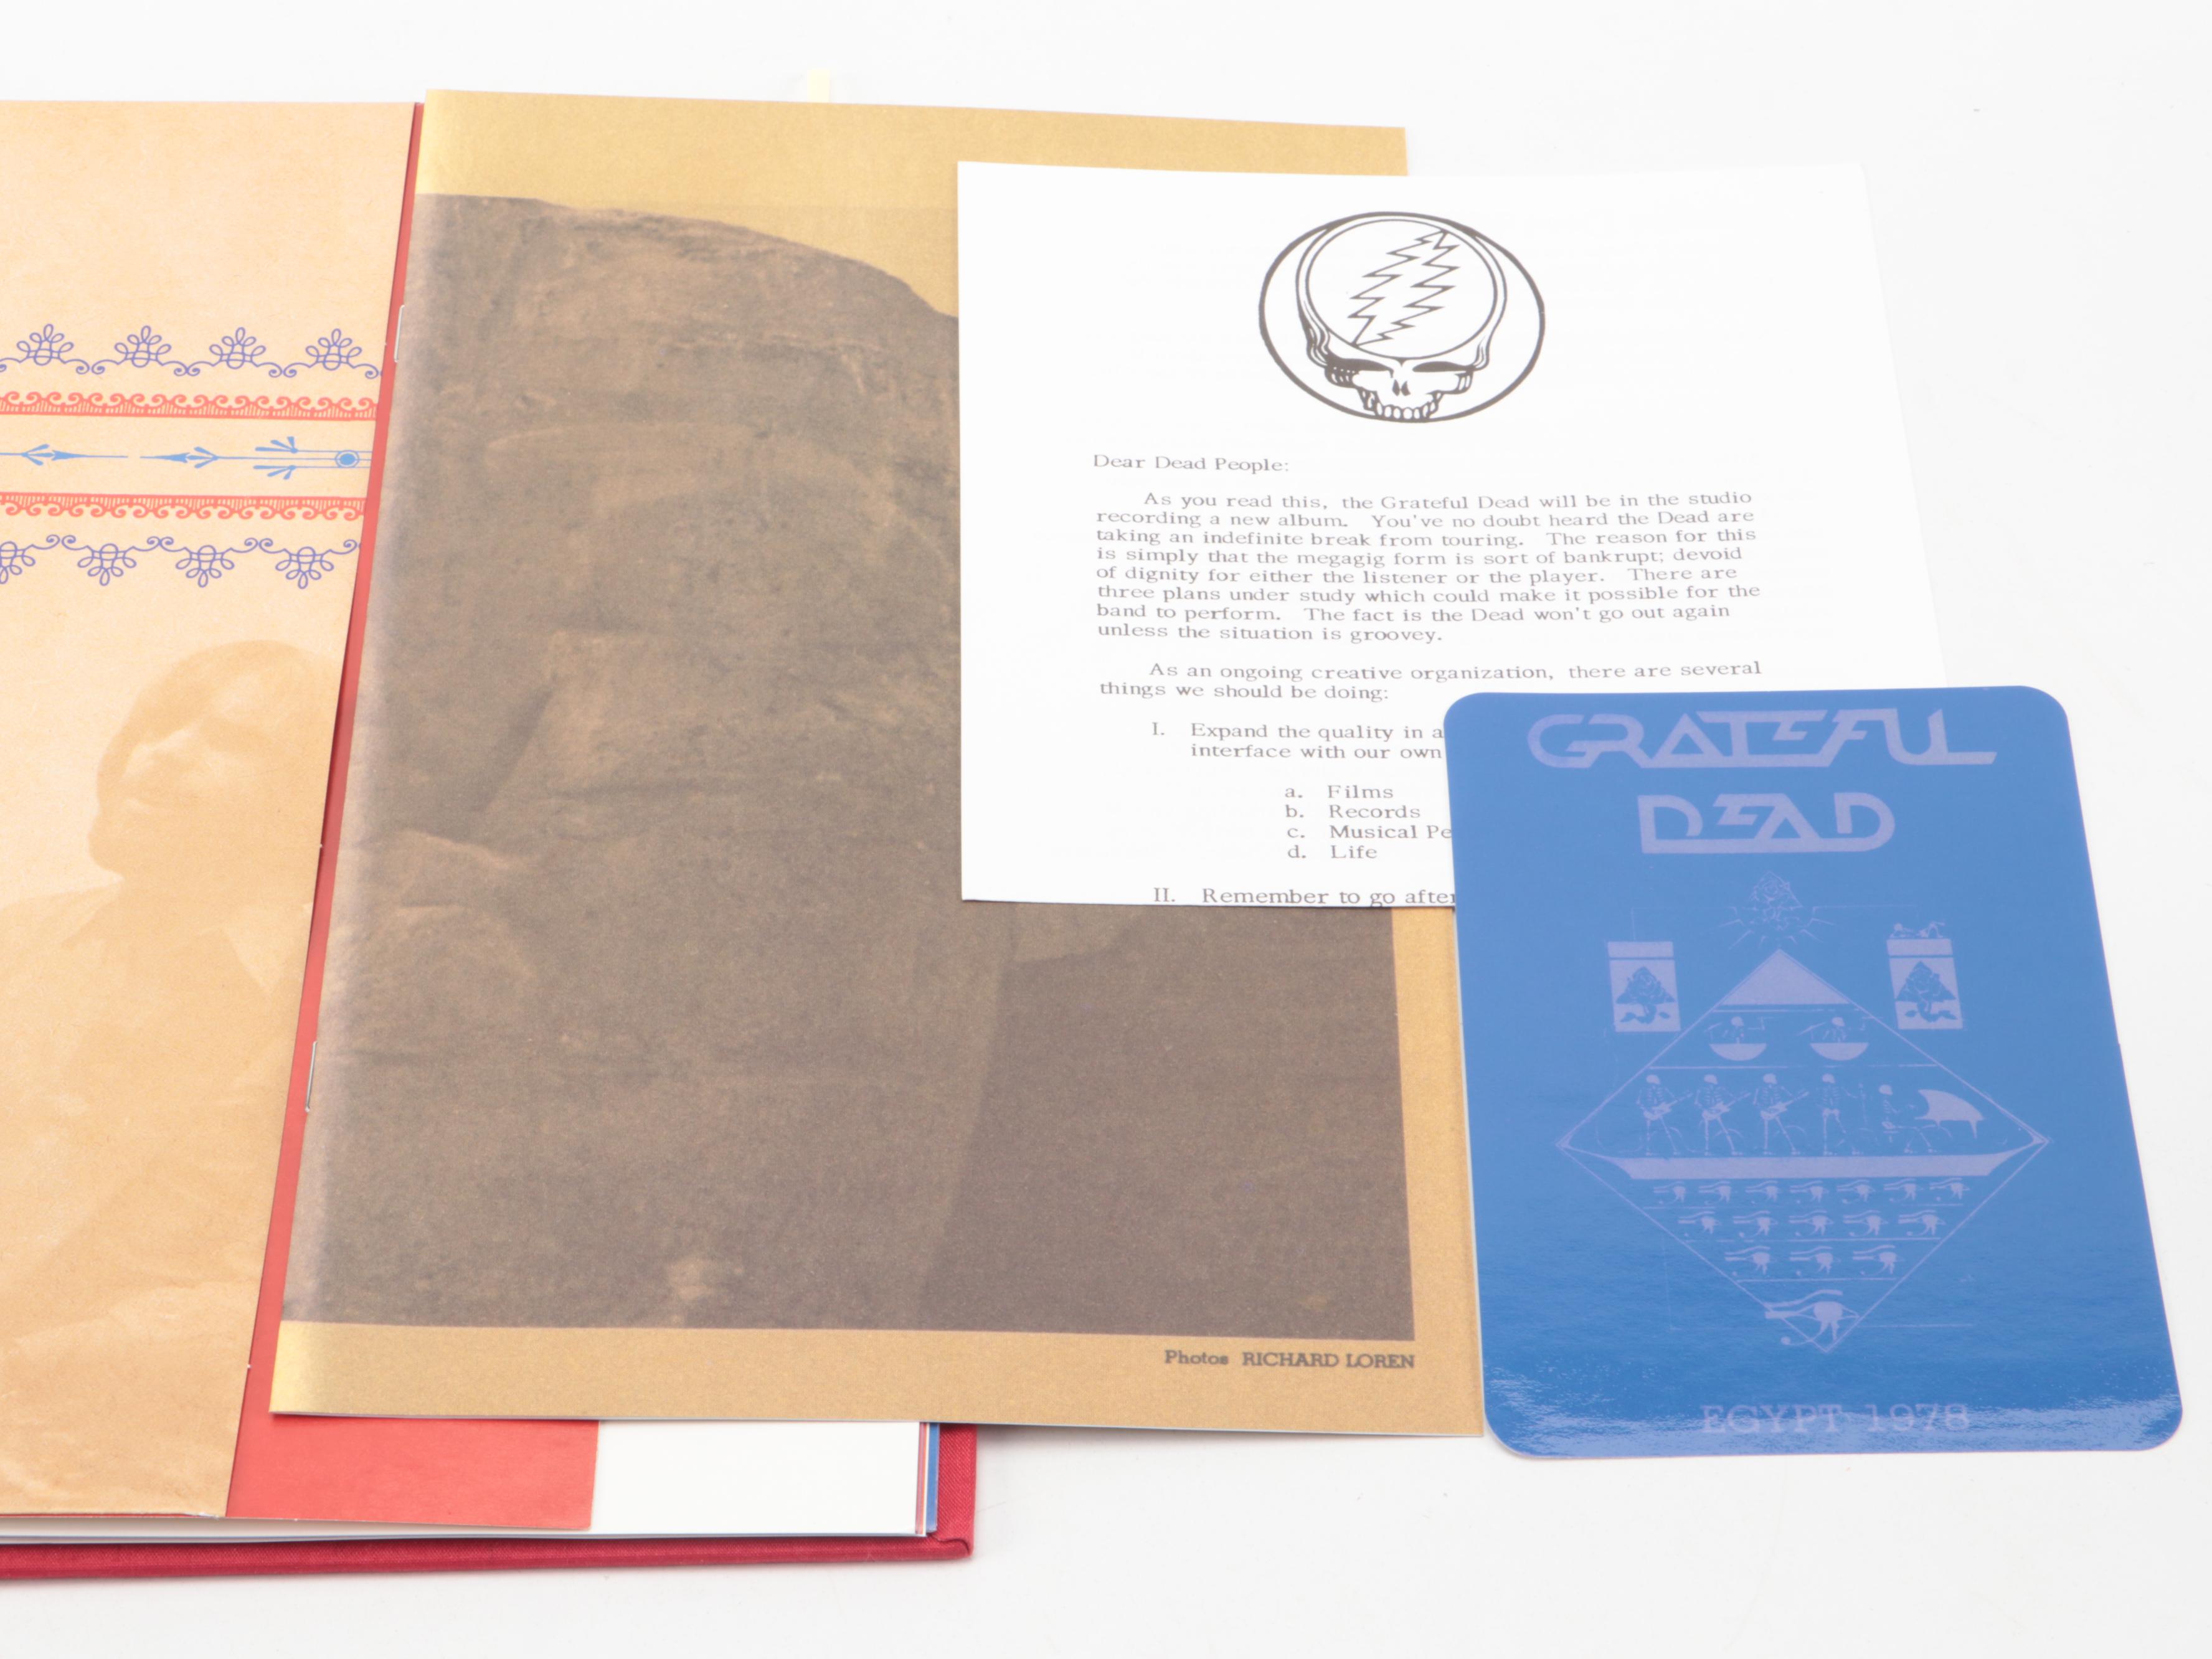 Dear Dead People:
As you read this, the Grateful Dead will be in the studio
recording a new album. You've no doubt heard the Dead are
taking an indefinite break from touring. The reason for this
is simply that the megagig form is sort of bankrupt; devoid
of dignity for either the listener or the player. There are
three plans under study which could make it possible for the
band to perform. The fact is the Dead won't go out again
unless the situation is groovey.
As an ongoing creative organization, there are several
things we should be doing:
I. Expand the quality in a
interface with our own
a. Films
b. Records
c. Musical Pe
d. Life
II. Remember to go after
GRATEFUL
DEAD
EGYPT 1978
Photos RICHARD LOREN